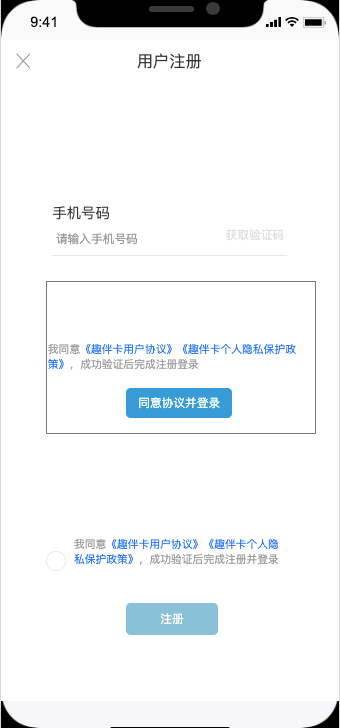 9:41
用户注册
手机号码
请输入手机号码
获取验证码
我同意《趣伴卡用户协议》《趣伴卡个人隐私保护政
策》，成功验证后完成注册登录
同意协议并登录
我同意《趣伴卡用户协议》《趣伴卡个人隐
私保护政策》，成功验证后完成注册并登录
注册